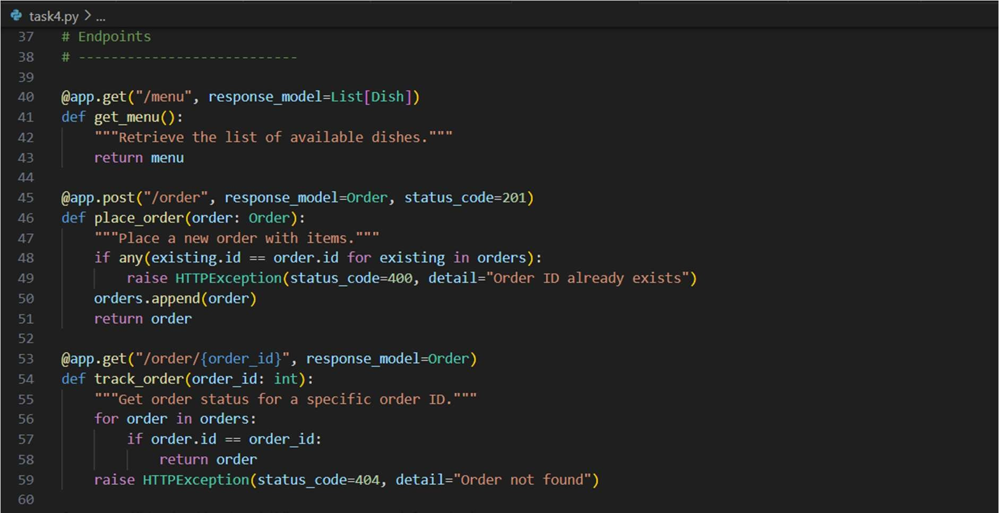 task4.py > ...
37 # Endpoints
38 # ---------------------------
39
40 @app.get("/menu", response_model=List[Dish])
41 def get_menu():
42     """Retrieve the list of available dishes."""
43     return menu
44
45 @app.post("/order", response_model=Order, status_code=201)
46 def place_order(order: Order):
47     """Place a new order with items."""
48     if any(existing.id == order.id for existing in orders):
49         raise HTTPException(status_code=400, detail="Order ID already exists")
50     orders.append(order)
51     return order
52
53 @app.get("/order/{order_id}", response_model=Order)
54 def track_order(order_id: int):
55     """Get order status for a specific order ID."""
56     for order in orders:
57         if order.id == order_id:
58             return order
59     raise HTTPException(status_code=404, detail="Order not found")
60